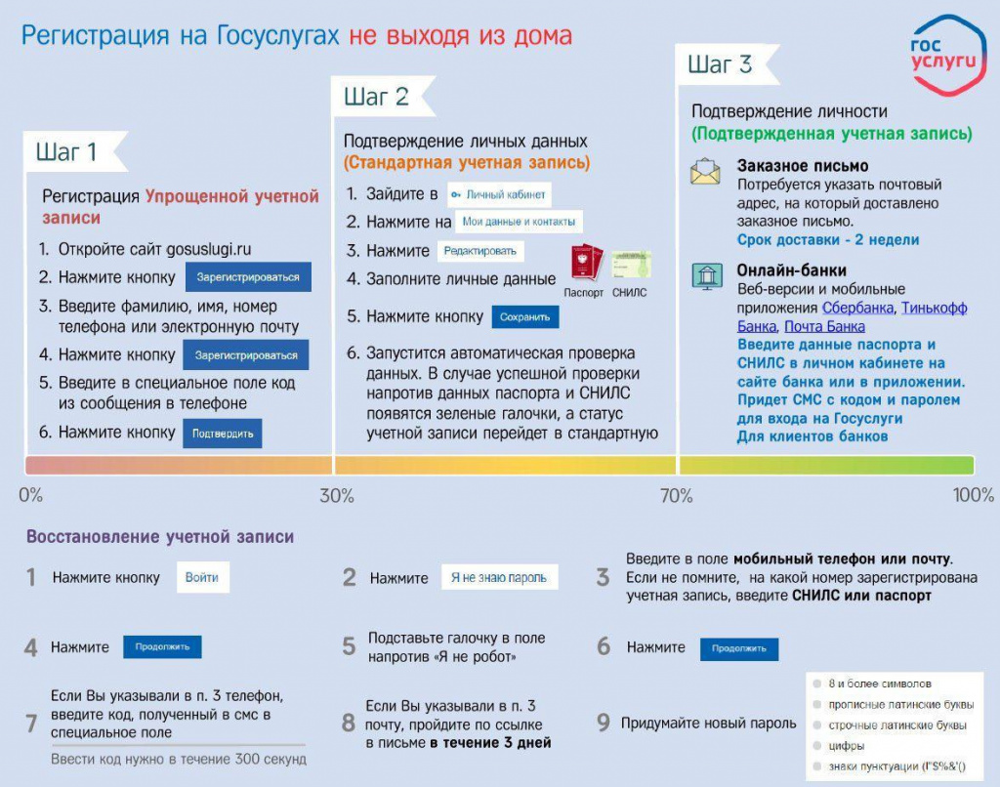 Регистрация на Госуслугах не выходя из дома
гос
услуги
Шаг 1
Регистрация Упрощенной учетной
записи
1. Откройте сайт gosuslugi.ru
2. Нажмите кнопку Зарегистрироваться
3. Введите фамилию, имя, номер
телефона или электронную почту
4. Нажмите кнопку Зарегистрироваться
5. Введите в специальное поле код
из сообщения в телефоне
6. Нажмите кнопку Подтвердить
Шаг 2
Подтверждение личных данных
(Стандартная учетная запись)
1. Зайдите в Личный кабинет
2. Нажмите на Мои данные и контакты
3. Нажмите Редактировать
4. Заполните личные данные
Паспорт СНИЛС
5. Нажмите кнопку Сохранить
6. Запустится автоматическая проверка
данных. В случае успешной проверки
напротив данных паспорта и СНИЛС
появятся зеленые галочки, а статус
учетной записи перейдет в стандартную
Шаг 3
Подтверждение личности
(Подтвержденная учетная запись)
Заказное письмо
Потребуется указать почтовый
адрес, на который доставлено
заказное письмо.
Срок доставки - 2 недели
Онлайн-банки
Веб-версии и мобильные
приложения Сбербанка, Тинькофф
Банка, Почта Банка
Введите данные паспорта и
СНИЛС в личном кабинете на
сайте банка или в приложении.
Придет СМС с кодом и паролем
для входа на Госуслуги
Для клиентов банков
0% 30% 70% 100%
Восстановление учетной записи
1 Нажмите кнопку Войти
2 Нажмите Я не знаю пароль
3 Введите в поле мобильный телефон или почту.
Если не помните, на какой номер зарегистрирована
учетная запись, введите СНИЛС или паспорт
4 Нажмите Продолжить
5 Подставьте галочку в поле
напротив «Я не робот»
6 Нажмите Продолжить
7 Если Вы указывали в п. 3 телефон,
введите код, полученный в смс в
специальное поле
Ввести код нужно в течение 300 секунд
8 Если Вы указывали в п. 3
почту, пройдите по ссылке
в письме в течение 3 дней
9 Придумайте новый пароль
8 и более символов
прописные латинские буквы
строчные латинские буквы
цифры
знаки пунктуации (!"$%&'()